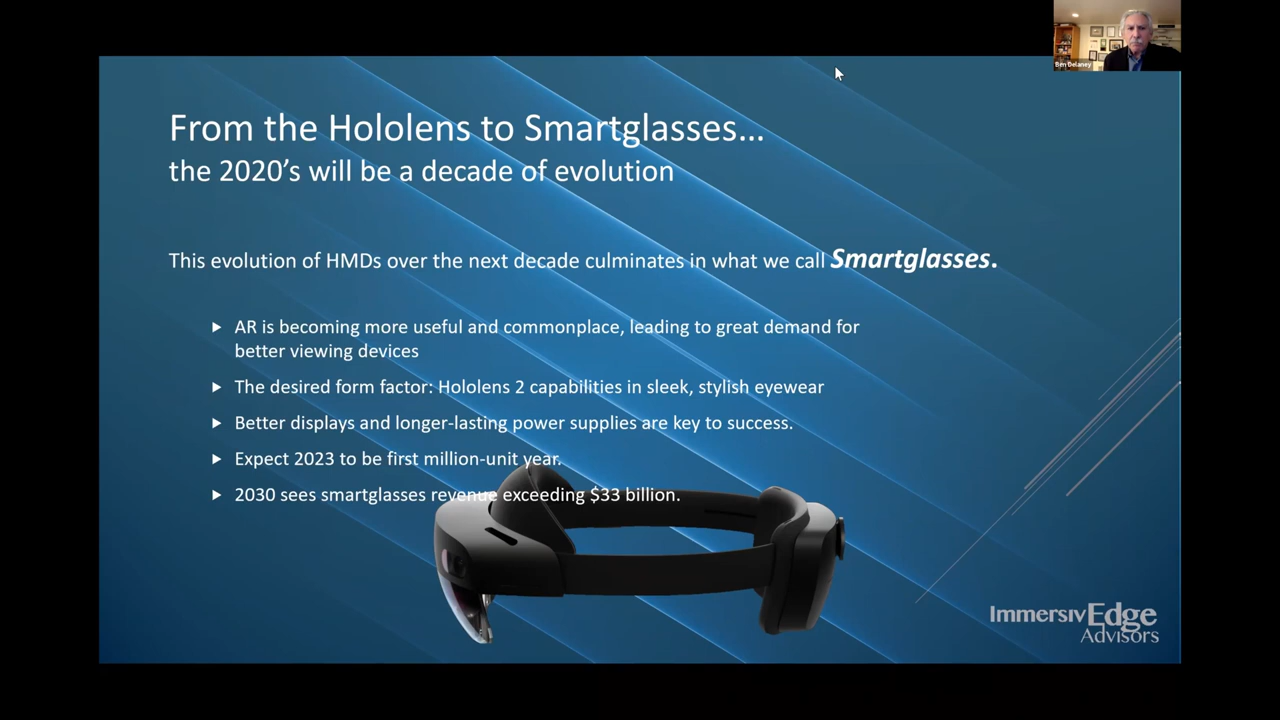 Ben Delaney
From the Hololens to Smartglasses...
the 2020's will be a decade of evolution
This evolution of HMDs over the next decade culminates in what we call Smartglasses.
AR is becoming more useful and commonplace, leading to great demand for
better viewing devices
The desired form factor: Hololens 2 capabilities in sleek, stylish eyewear
Better displays and longer-lasting power supplies are key to success.
Expect 2023 to be first million-unit year.
2030 sees smartglasses revenue exceeding $33 billion.
ImmersivEdge
Advisors